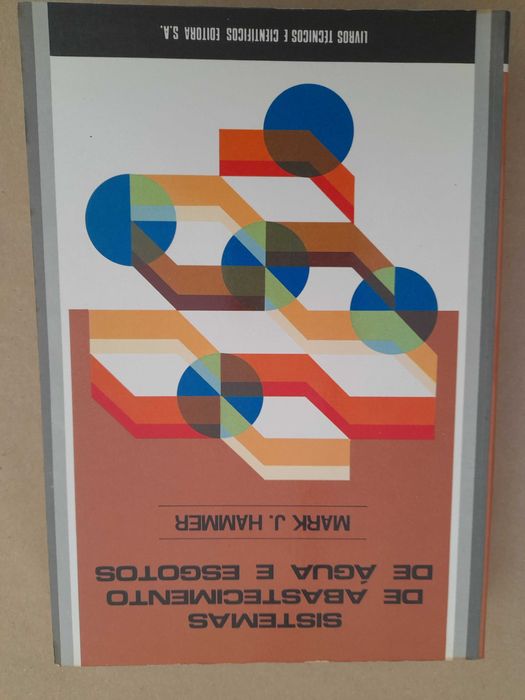 SISTEMAS
DE ABASTECIMENTO
DE ÁGUA E ESGOTOS
MARK J. HAMMER
LIVROS TÉCNICOS E CIENTÍFICOS EDITORA S.A.